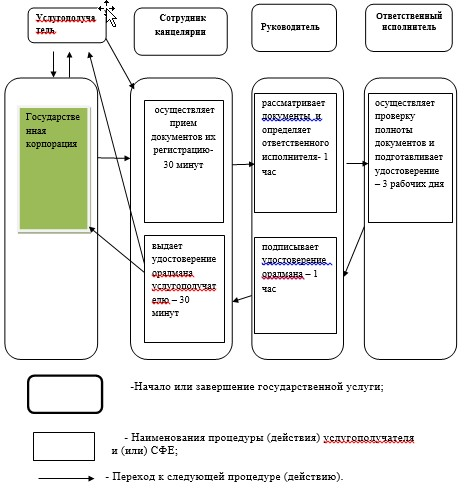 Услугополуча
тель
Сотрудник
канцелярии
Руководитель
Ответственный
исполнитель
Государстве
нная
корпорация
осуществляет
прием
документов их
регистрацию-
30 минут
рассматривает
документы и
определяет
ответственного
исполнителя- 1
час
осуществляет
проверку
полноты
документов и
подготавливает
удостоверение
– 3 рабочих дня
выдает
удостоверение
оралмана
услугополучат
елю – 30
минут
подписывает
удостоверение
оралмана – 1
час
-Начало или завершение государственной услуги;
- Наименования процедуры (действия) услугополучателя
и (или) СФЕ;
- Переход к следующей процедуре (действию).